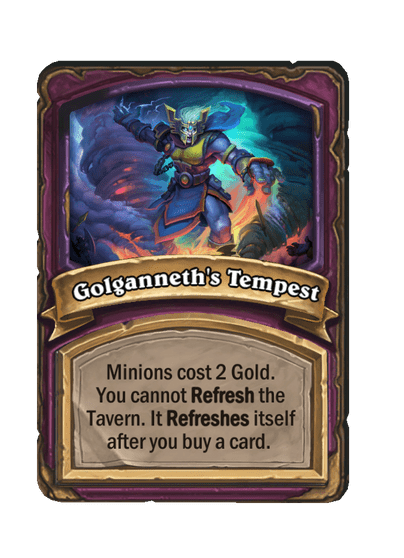 Golganneth's Tempest
Minions cost 2 Gold.
You cannot Refresh the
Tavern. It Refreshes itself
after you buy a card.